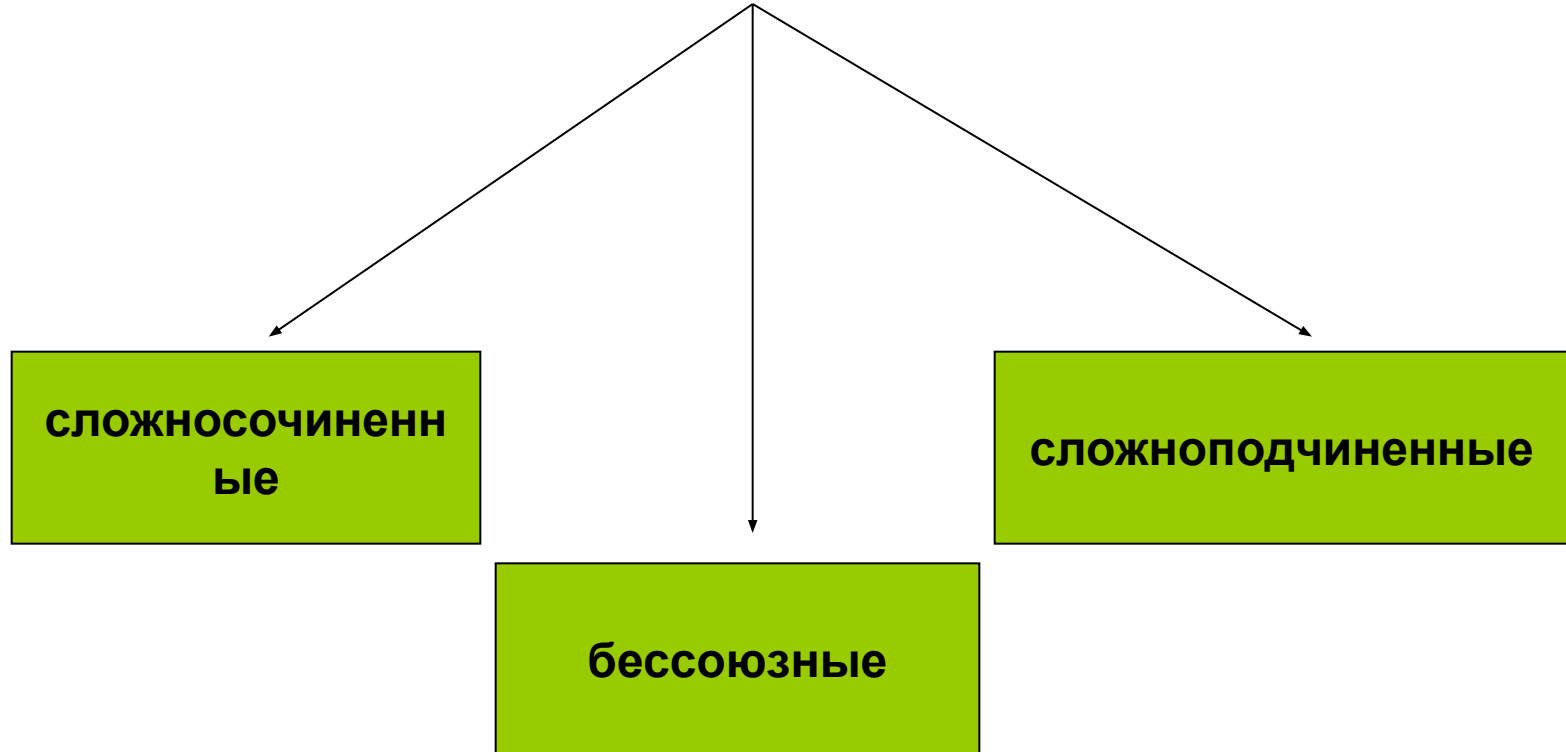 сложносочиненн
ые
сложноподчиненные
бессоюзные